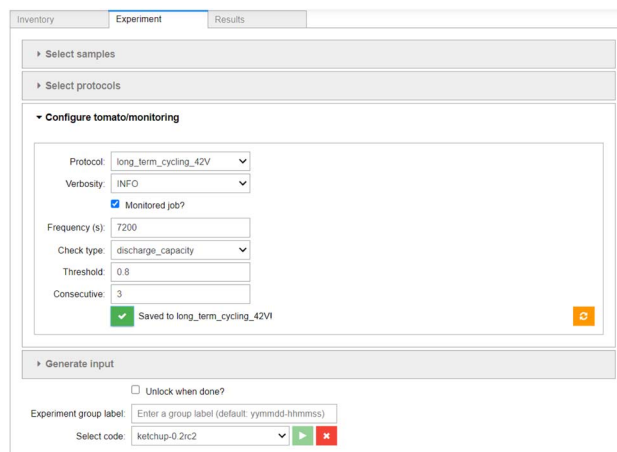 Inventory Experiment Results
Select samples
Select protocols
Configure tomato/monitoring
Protocol: long_term_cycling_42V
Verbosity: INFO
Monitored job?
Frequency (s): 7200
Check type: discharge_capacity
Threshold: 0.8
Consecutive: 3
Saved to long_term_cycling_42V!
Generate input
Unlock when done?
Experiment group label: Enter a group label (default: yymmdd-hhmmss)
Select code: ketchup-0.2rc2